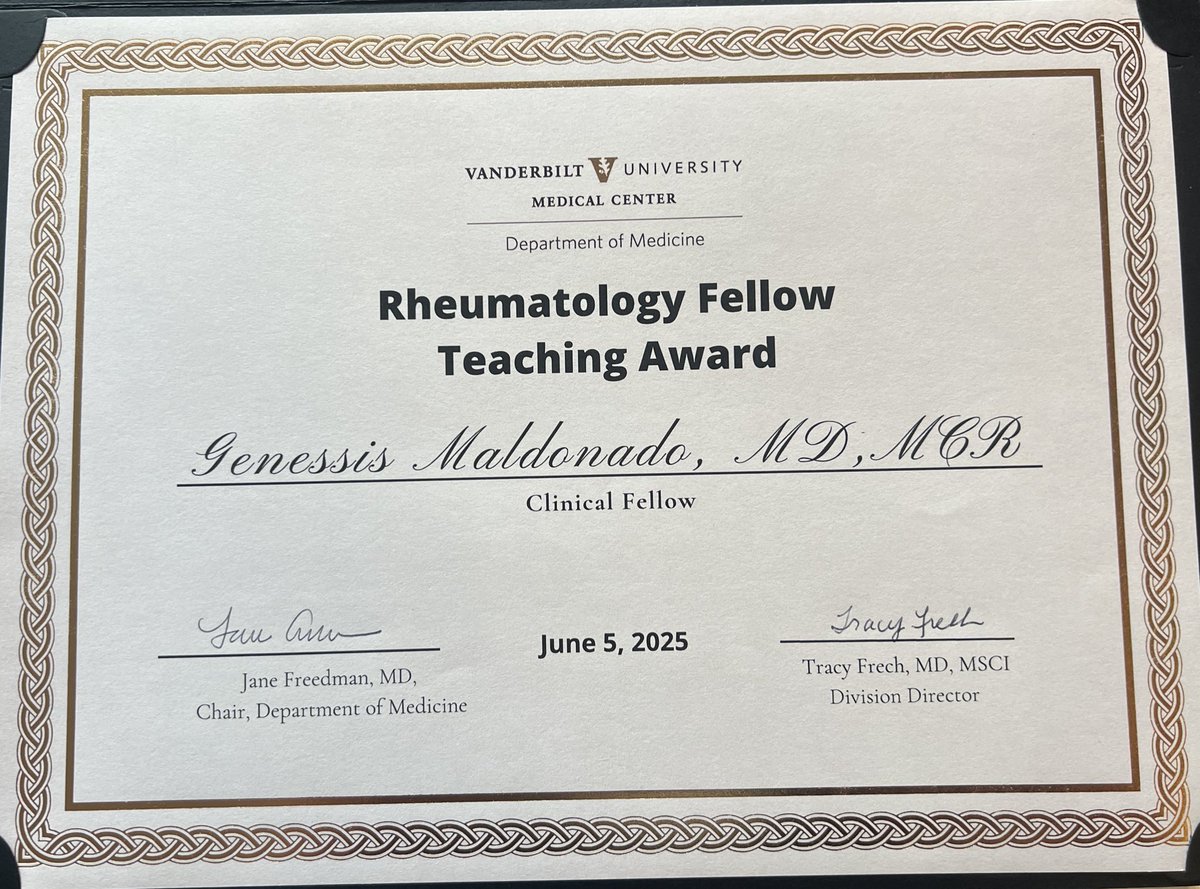 VANDERBILT V UNIVERSITY
MEDICAL CENTER
Department of Medicine
Rheumatology Fellow
Teaching Award
Genessis Maldonado, MD, MCR
Clinical Fellow
Tracy Frech
June 5, 2025
Jane Freedman, MD,
Chair, Department of Medicine
Tracy Frech, MD, MSCI
Division Director